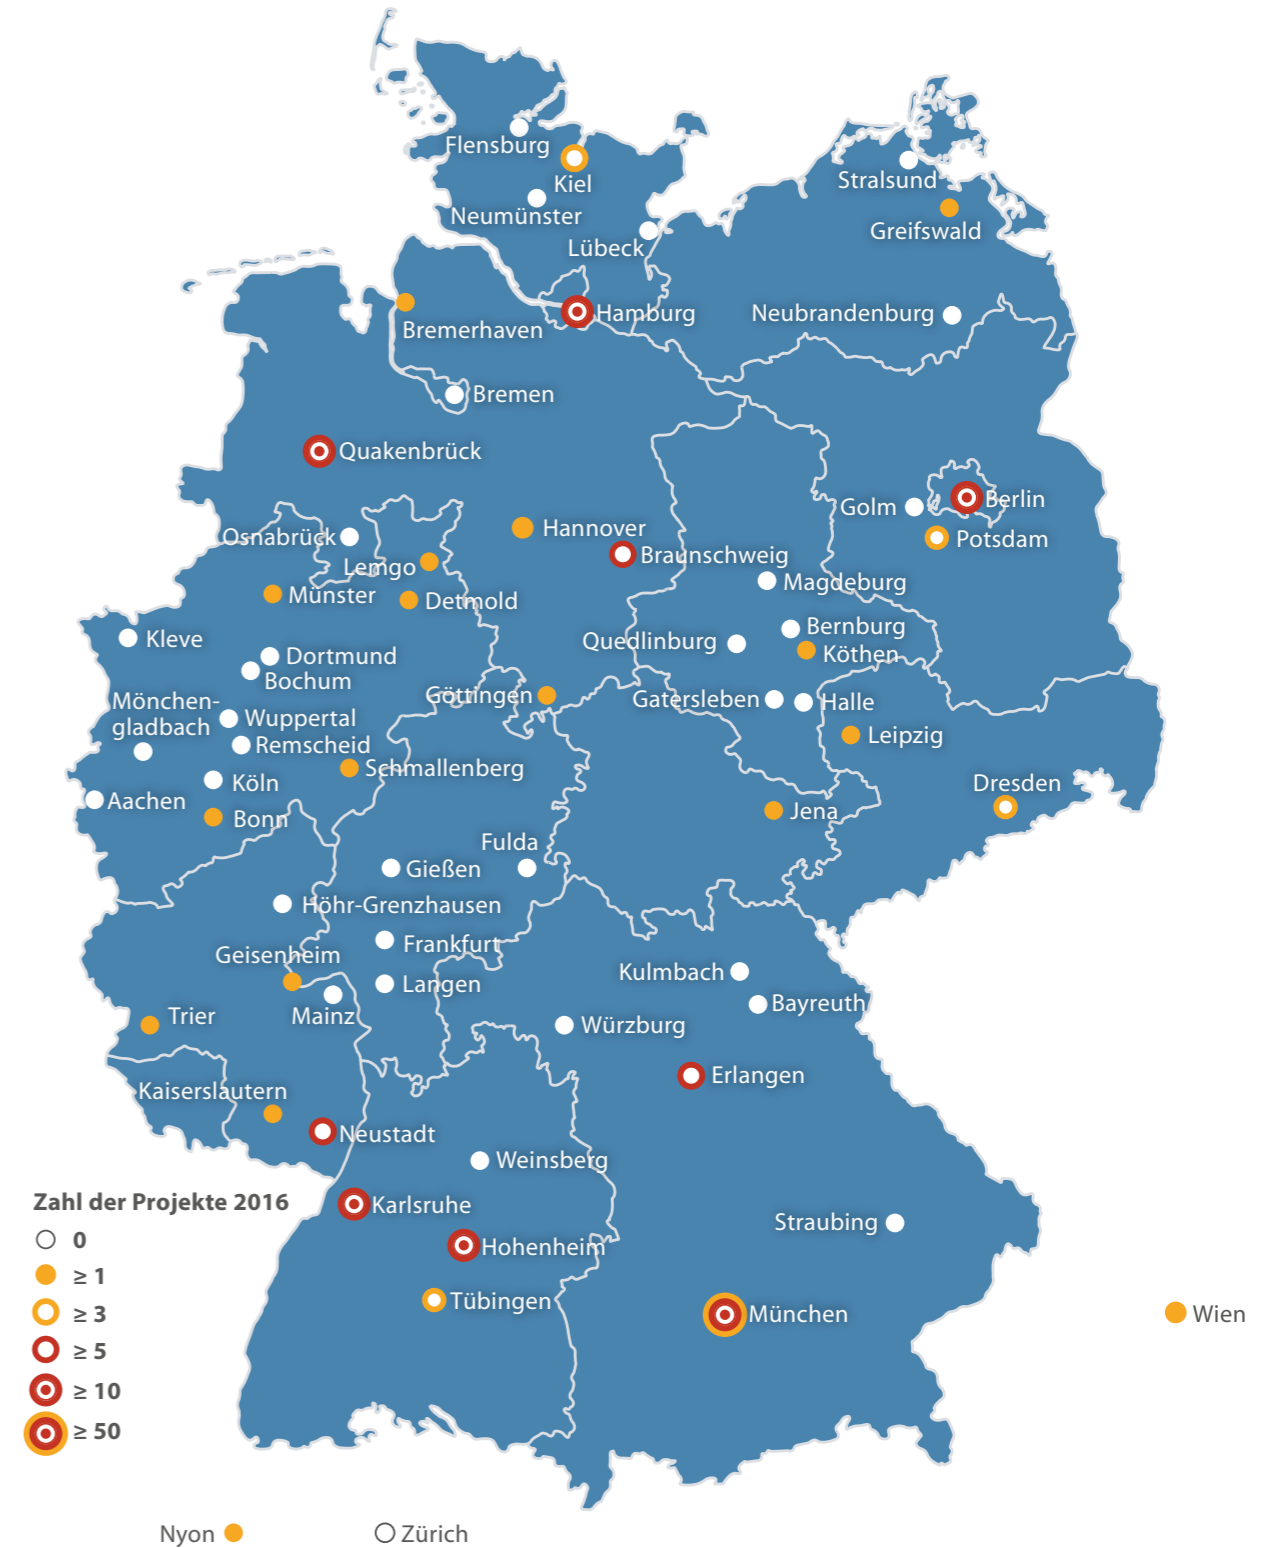 Flensburg
Kiel
Stralsund
Neumünster
Greifswald
Lübeck
Bremerhaven
Hamburg
Neubrandenburg
Bremen
Quakenbrück
Golm
Berlin
Osnabrück
Hannover
Potsdam
Braunschweig
Lemgo
Magdeburg
Münster
Detmold
Kleve
Bernburg
Quedlinburg
Köthen
Dortmund
Bochum
Göttingen
Gatersleben
Halle
Mönchen-
gladbach
Wuppertal
Leipzig
Remscheid
Schmallenberg
Köln
Dresden
Aachen
Bonn
Jena
Fulda
Gießen
Höhr-Grenzhausen
Frankfurt
Geisenheim
Kulmbach
Langen
Bayreuth
Trier
Mainz
Würzburg
Erlangen
Kaiserslautern
Neustadt
Weinsberg
Karlsruhe
Straubing
Hohenheim
Tübingen
München
Wien
Zahl der Projekte 2016
0
≥ 1
≥ 3
≥ 5
≥ 10
≥ 50
Nyon
Zürich